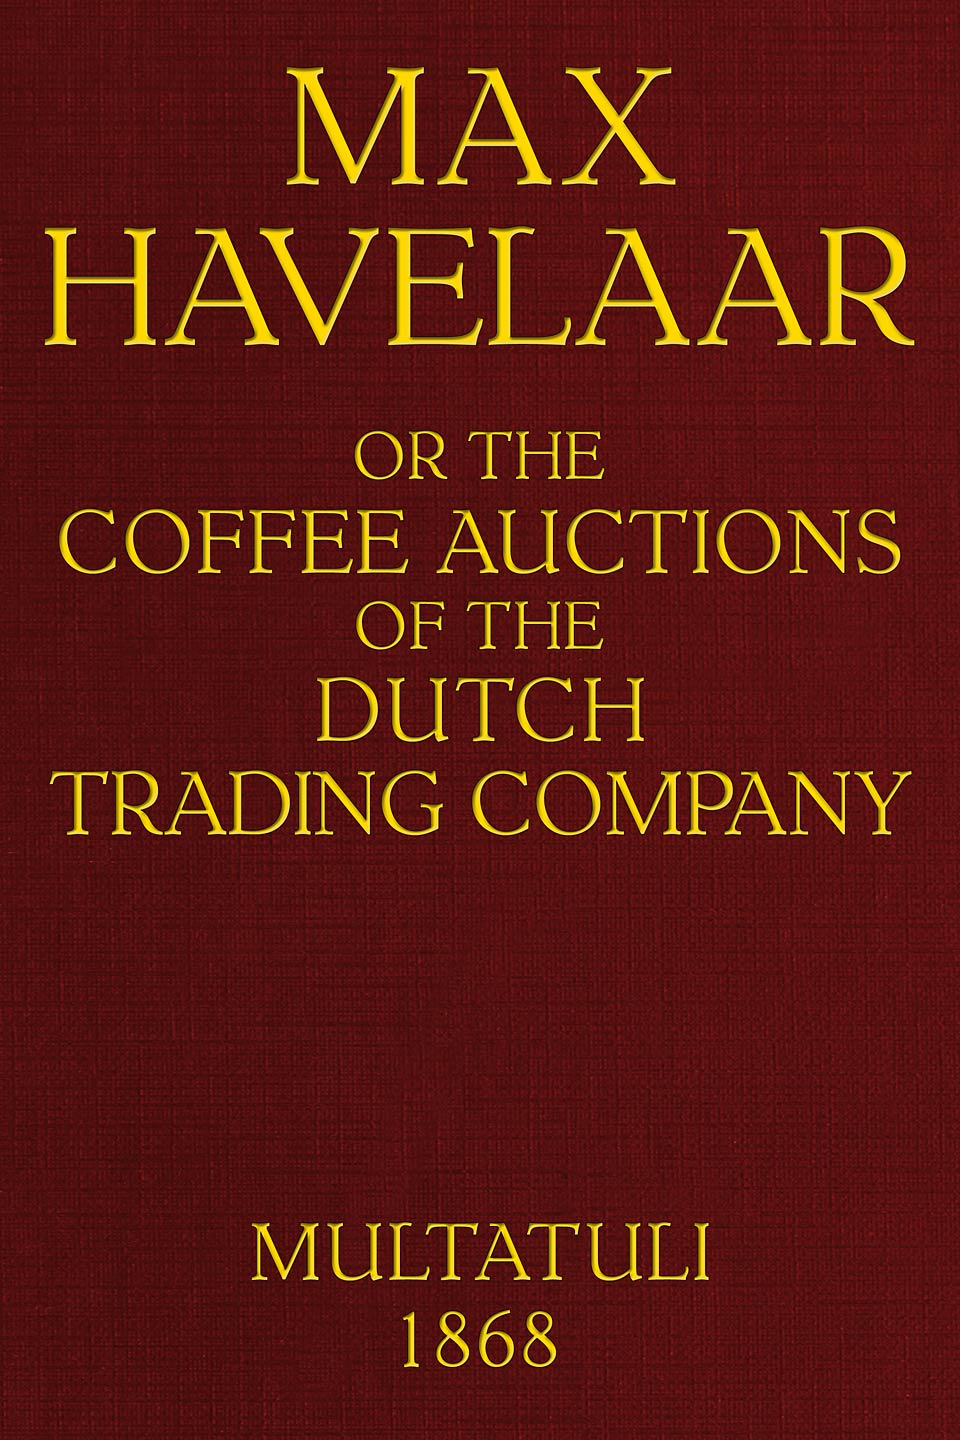 MAX
HAVELAAR
OR THE
COFFEE AUCTIONS
OF THE
DUTCH
TRADING COMPANY
MULTATULI
1868